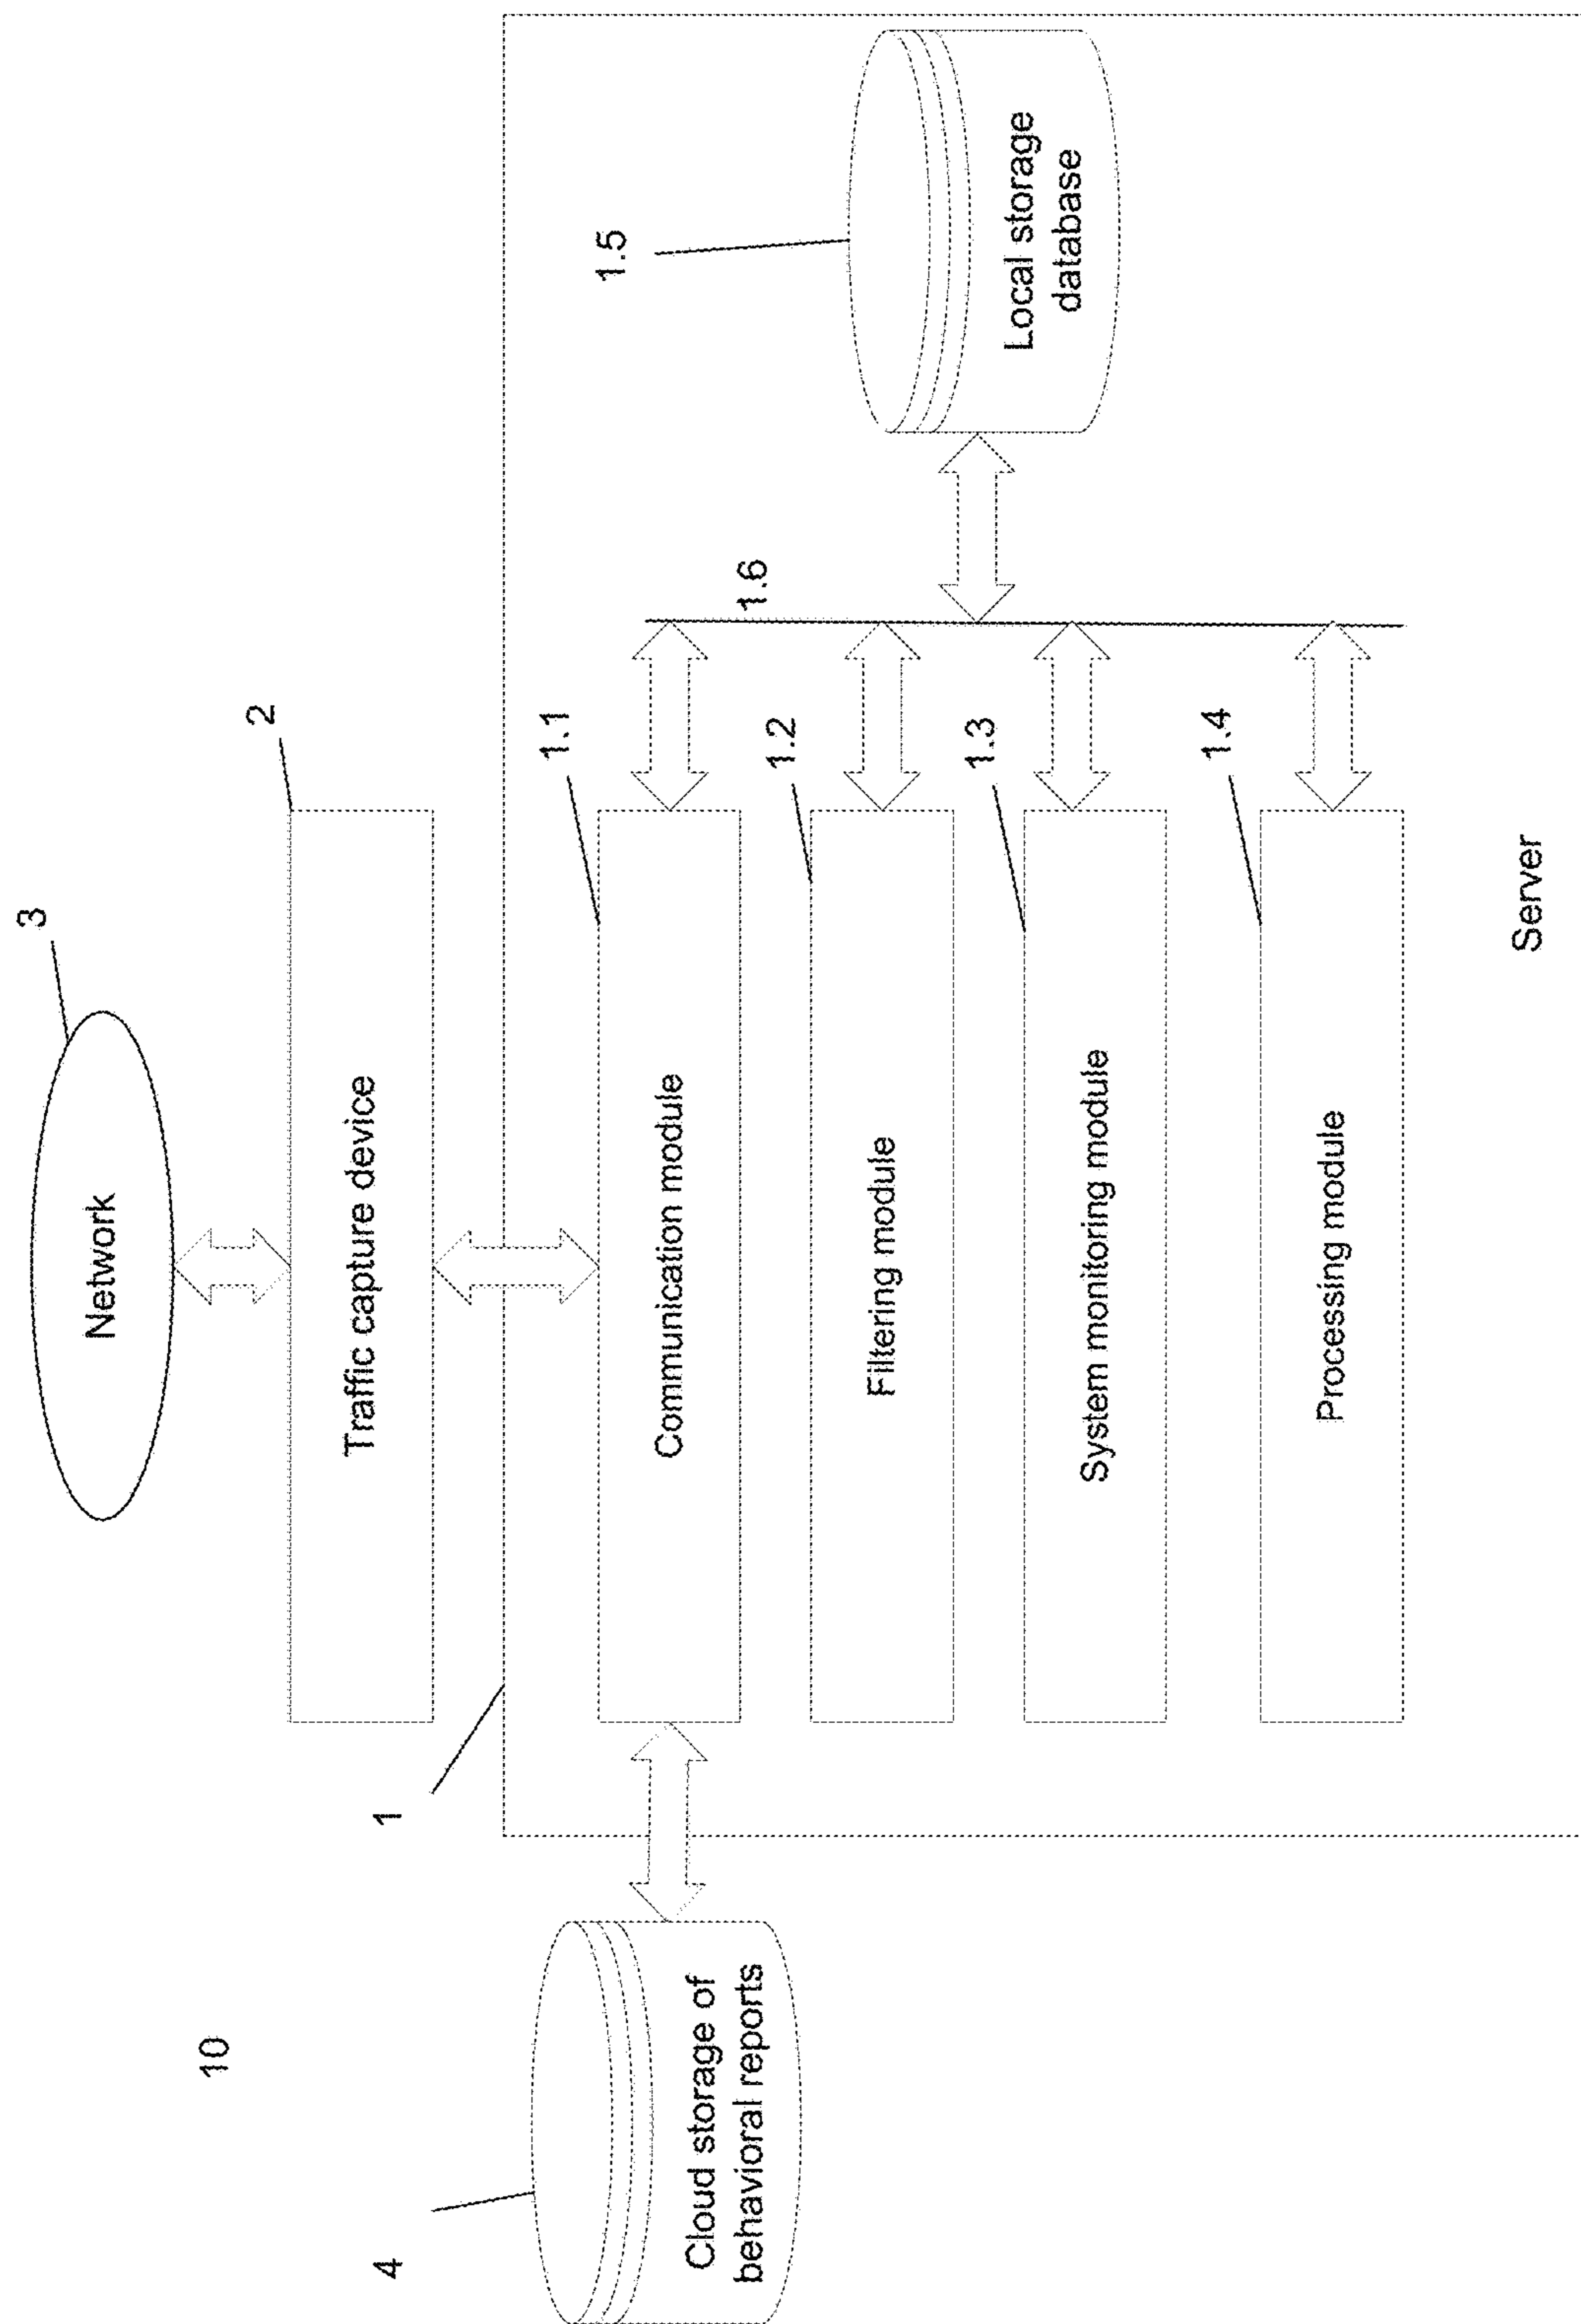 10
3
Network
2
Traffic capture device
1
4
Cloud storage of
behavioral reports
1.1
Communication module
1.6
1.5
Local storage
database
1.2
Filtering module
1.3
System monitoring module
1.4
Processing module
Server